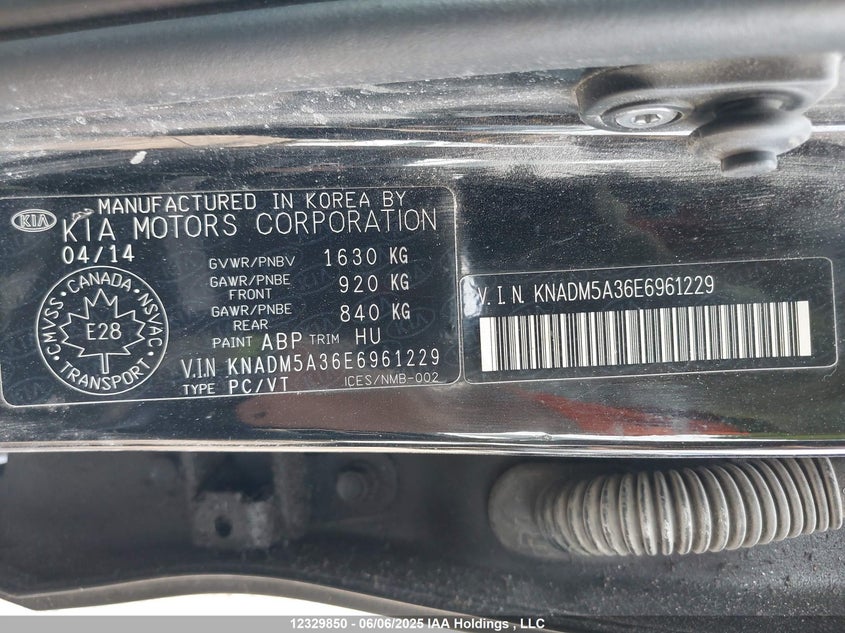 KIA
MANUFACTURED IN KOREA BY
KIA MOTORS CORPORATION
04/14
GVWR/PNBV 1630 KG
GAWR/PNBE FRONT 920 KG
GAWR/PNBE REAR 840 KG
PAINT ABP TRIM HU
V.I.N KNADM5A36E6961229
TYPE PC/VT
ICES/NMB-002
CMVSS · CANADA · NSVAC · TRANSPORT ·
E28
V.I.N. KNADM5A36E6961229
12329850 - 06/06/2025 IAA Holdings , LLC